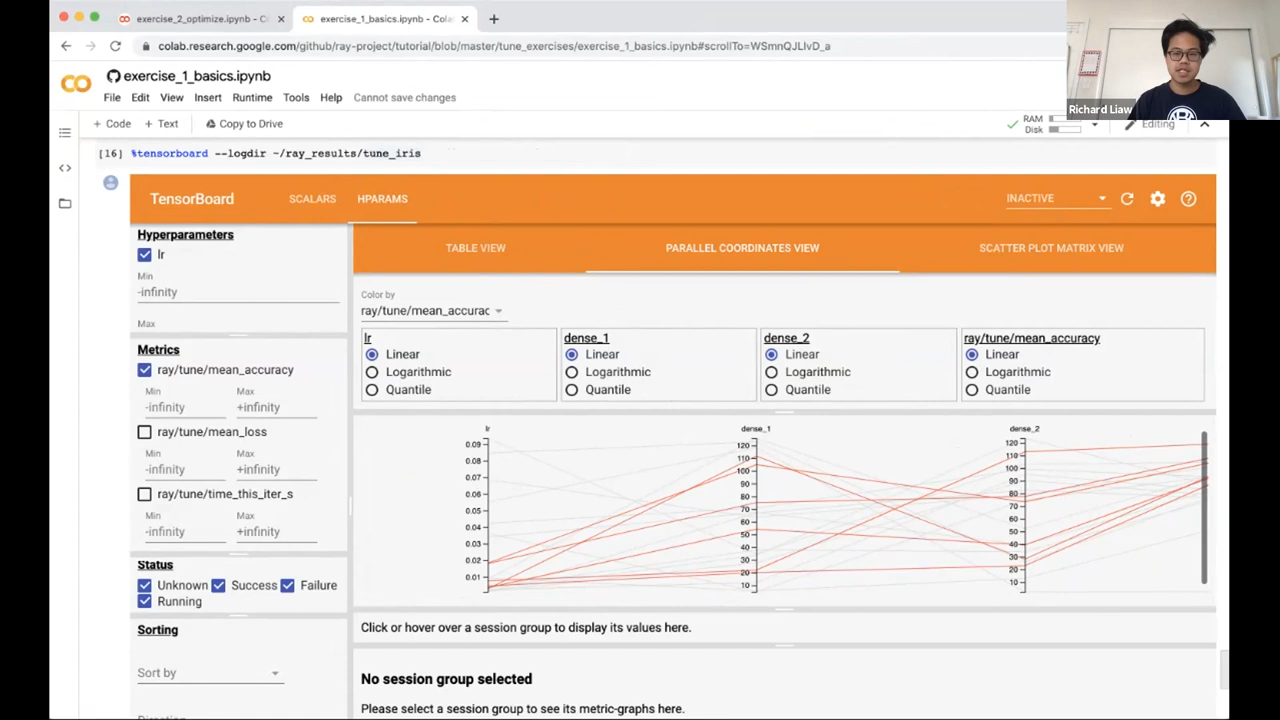 exercise_2_optimize.ipynb - C
exercise_1_basics.ipynb - Cola
colab.research.google.com/github/ray-project/tutorial/blob/master/tune_exercises/exercise_1_basics.ipynb#scrollTo=WSmnQJLIvD_a
exercise_1_basics.ipynb
File Edit View Insert Runtime Tools Help Cannot save changes
Richard Liaw
+ Code + Text Copy to Drive
RAM
Disk
Editing
[16] %tensorboard --logdir ~/ray_results/tune_iris
TensorBoard SCALARS HPARAMS INACTIVE
Hyperparameters
lr
Min
-infinity
Max
Metrics
ray/tune/mean_accuracy
Min Max
-infinity +infinity
ray/tune/mean_loss
Min Max
-infinity +infinity
ray/tune/time_this_iter_s
Min Max
-infinity +infinity
Status
Unknown Success Failure
Running
Sorting
Sort by
TABLE VIEW PARALLEL COORDINATES VIEW SCATTER PLOT MATRIX VIEW
Color by
ray/tune/mean_accurac
lr
Linear
Logarithmic
Quantile
dense_1
Linear
Logarithmic
Quantile
dense_2
Linear
Logarithmic
Quantile
ray/tune/mean_accuracy
Linear
Logarithmic
Quantile
lr
0.09
0.08
0.07
0.06
0.05
0.04
0.03
0.02
0.01
dense_1
120
110
100
90
80
70
60
50
40
30
20
10
dense_2
120
110
100
90
80
70
60
50
40
30
20
10
Click or hover over a session group to display its values here.
No session group selected
Please select a session group to see its metric-graphs here.